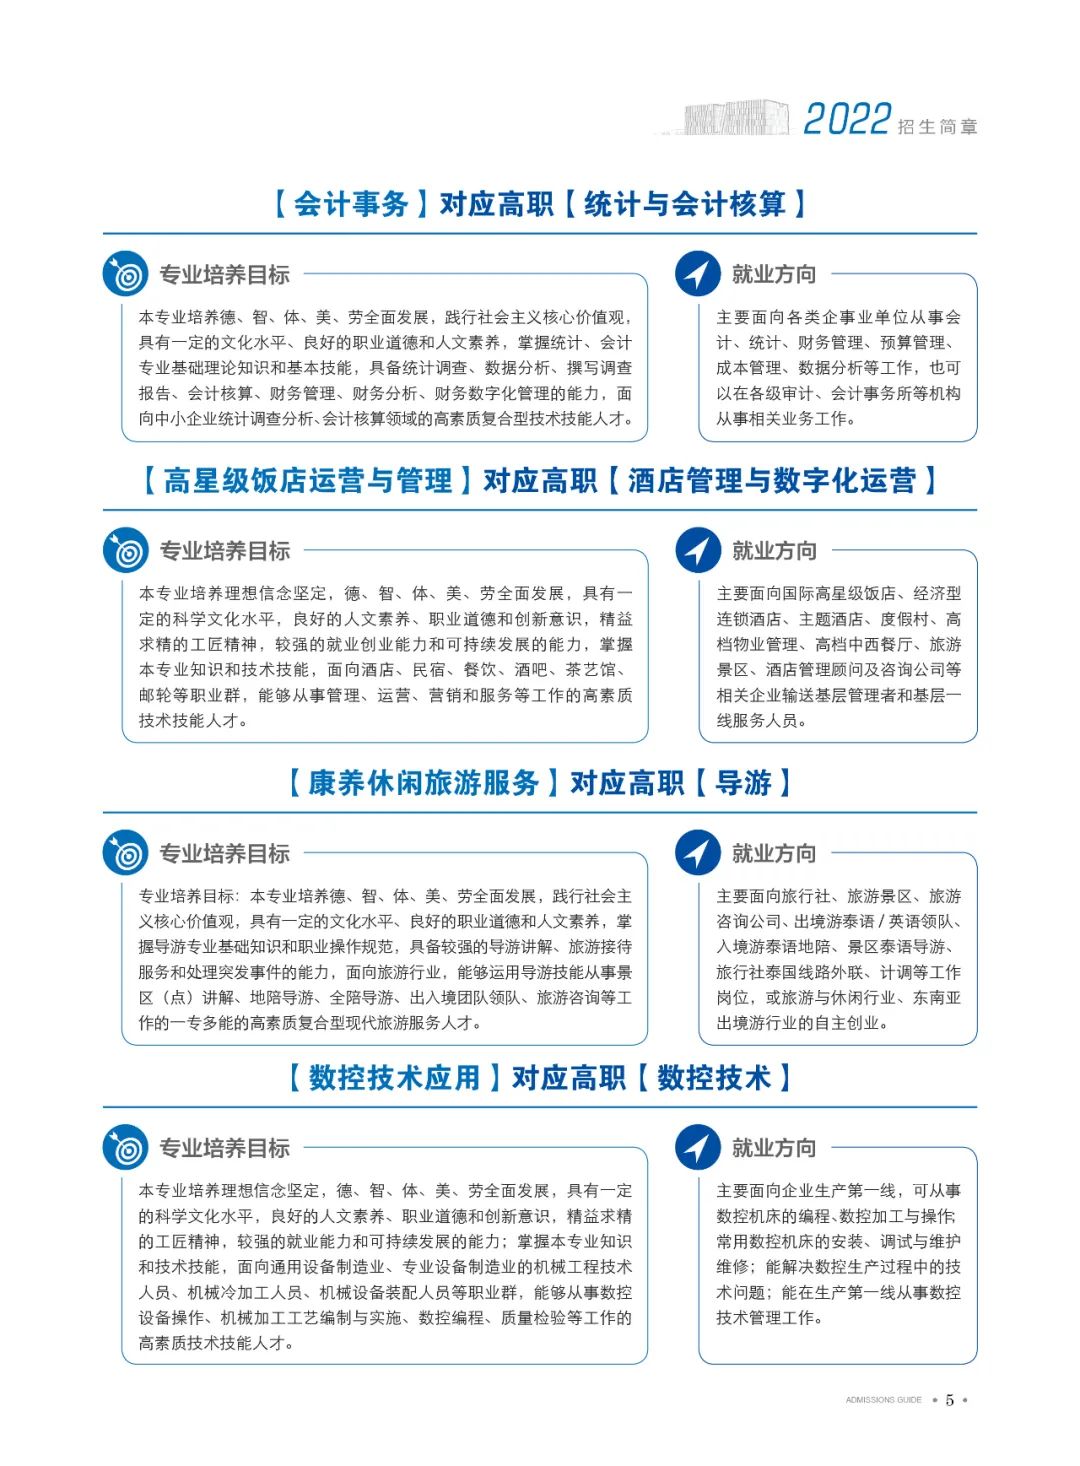 2022 招生简章
【会计事务】对应高职【统计与会计核算】
专业培养目标
本专业培养德、智、体、美、劳全面发展，践行社会主义核心价值观，
具有一定的文化水平、良好的职业道德和人文素养，掌握统计、会计
专业基础理论知识和基本技能，具备统计调查、数据分析、撰写调查
报告、会计核算、财务管理、财务分析、财务数字化管理的能力，面
向中小企业统计调查分析、会计核算领域的高素质复合型技术技能人才。
就业方向
主要面向各类企事业单位从事会
计、统计、财务管理、预算管理、
成本管理、数据分析等工作，也可
以在各级审计、会计事务所等机构
从事相关业务工作。
【高星级饭店运营与管理】对应高职【酒店管理与数字化运营】
专业培养目标
本专业培养理想信念坚定，德、智、体、美、劳全面发展，具有一
定的科学文化水平，良好的人文素养、职业道德和创新意识，精益
求精的工匠精神，较强的就业创业能力和可持续发展的能力，掌握
本专业知识和技术技能，面向酒店、民宿、餐饮、酒吧、茶艺馆、
邮轮等职业群，能够从事管理、运营、营销和服务等工作的高素质
技术技能人才。
就业方向
主要面向国际高星级饭店、经济型
连锁酒店、主题酒店、度假村、高
档物业管理、高档中西餐厅、旅游
景区、酒店管理顾问及咨询公司等
相关企业输送基层管理者和基层一
线服务人员。
【康养休闲旅游服务】对应高职【导游】
专业培养目标
专业培养目标：本专业培养德、智、体、美、劳全面发展，践行社会主
义核心价值观，具有一定的文化水平、良好的职业道德和人文素养，掌
握导游专业基础知识和职业操作规范，具备较强的导游讲解、旅游接待
服务和处理突发事件的能力，面向旅游行业，能够运用导游技能从事景
区（点）讲解、地陪导游、全陪导游、出入境团队领队、旅游咨询等工
作的一专多能的高素质复合型现代旅游服务人才。
就业方向
主要面向旅行社、旅游景区、旅游
咨询公司、出境游泰语 / 英语领队、
入境游泰语地陪、景区泰语导游、
旅行社泰国线路外联、计调等工作
岗位，或旅游与休闲行业、东南亚
出境游行业的自主创业。
【数控技术应用】对应高职【数控技术】
专业培养目标
本专业培养理想信念坚定，德、智、体、美、劳全面发展，具有一定
的科学文化水平，良好的人文素养、职业道德和创新意识，精益求精
的工匠精神，较强的就业能力和可持续发展的能力；掌握本专业知识
和技术技能，面向通用设备制造业、专业设备制造业的机械工程技术
人员、机械冷加工人员、机械设备装配人员等职业群，能够从事数控
设备操作、机械加工工艺编制与实施、数控编程、质量检验等工作的
高素质技术技能人才。
就业方向
主要面向企业生产第一线，可从事
数控机床的编程、数控加工与操作；
常用数控机床的安装、调试与维护
维修；能解决数控生产过程中的技
术问题；能在生产第一线从事数控
技术管理工作。
ADMISSIONS GUIDE • 5 •